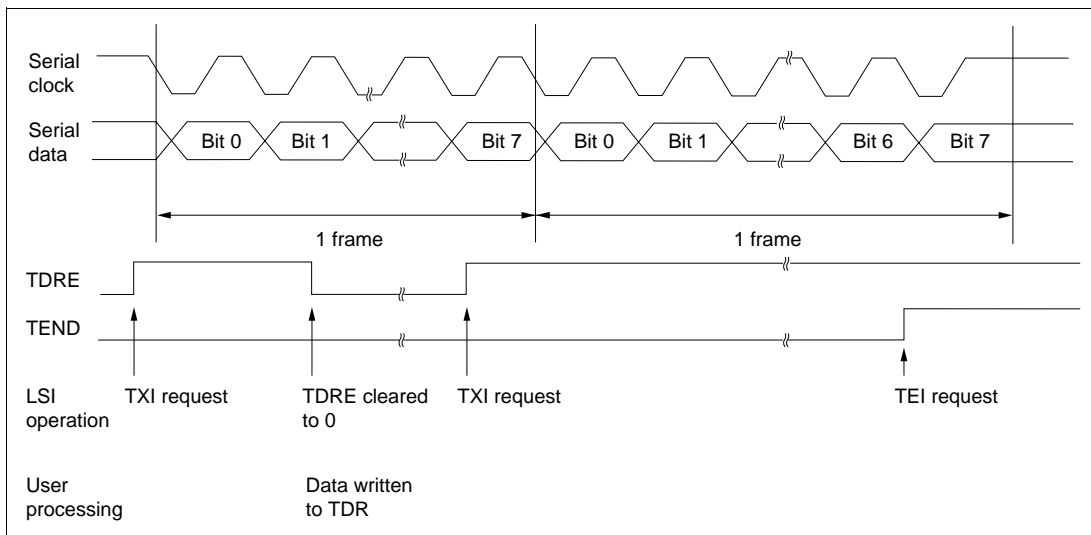 Serial
clock
Serial
data
Bit 0
Bit 1
Bit 7
Bit 0
Bit 1
Bit 6
Bit 7
1 frame
1 frame
TDRE
TEND
LSI
operation
TXI request
TDRE cleared
to 0
TXI request
TEI request
User
processing
Data written
to TDR